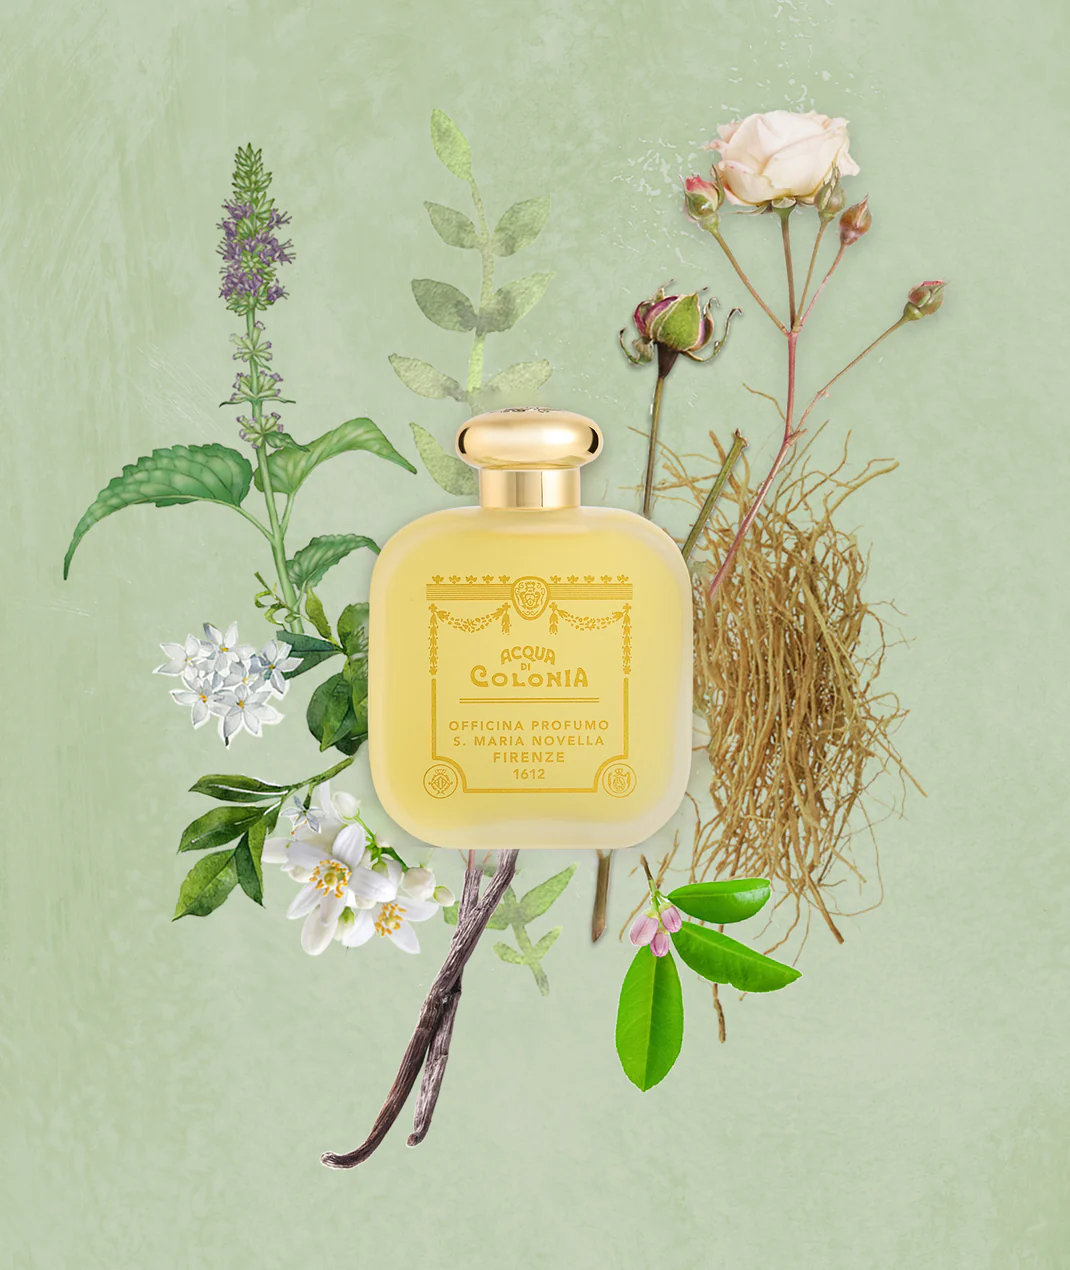 ACQUA
DI
COLONIA
OFFICINA PROFUMO
S. MARIA NOVELLA
FIRENZE
1612